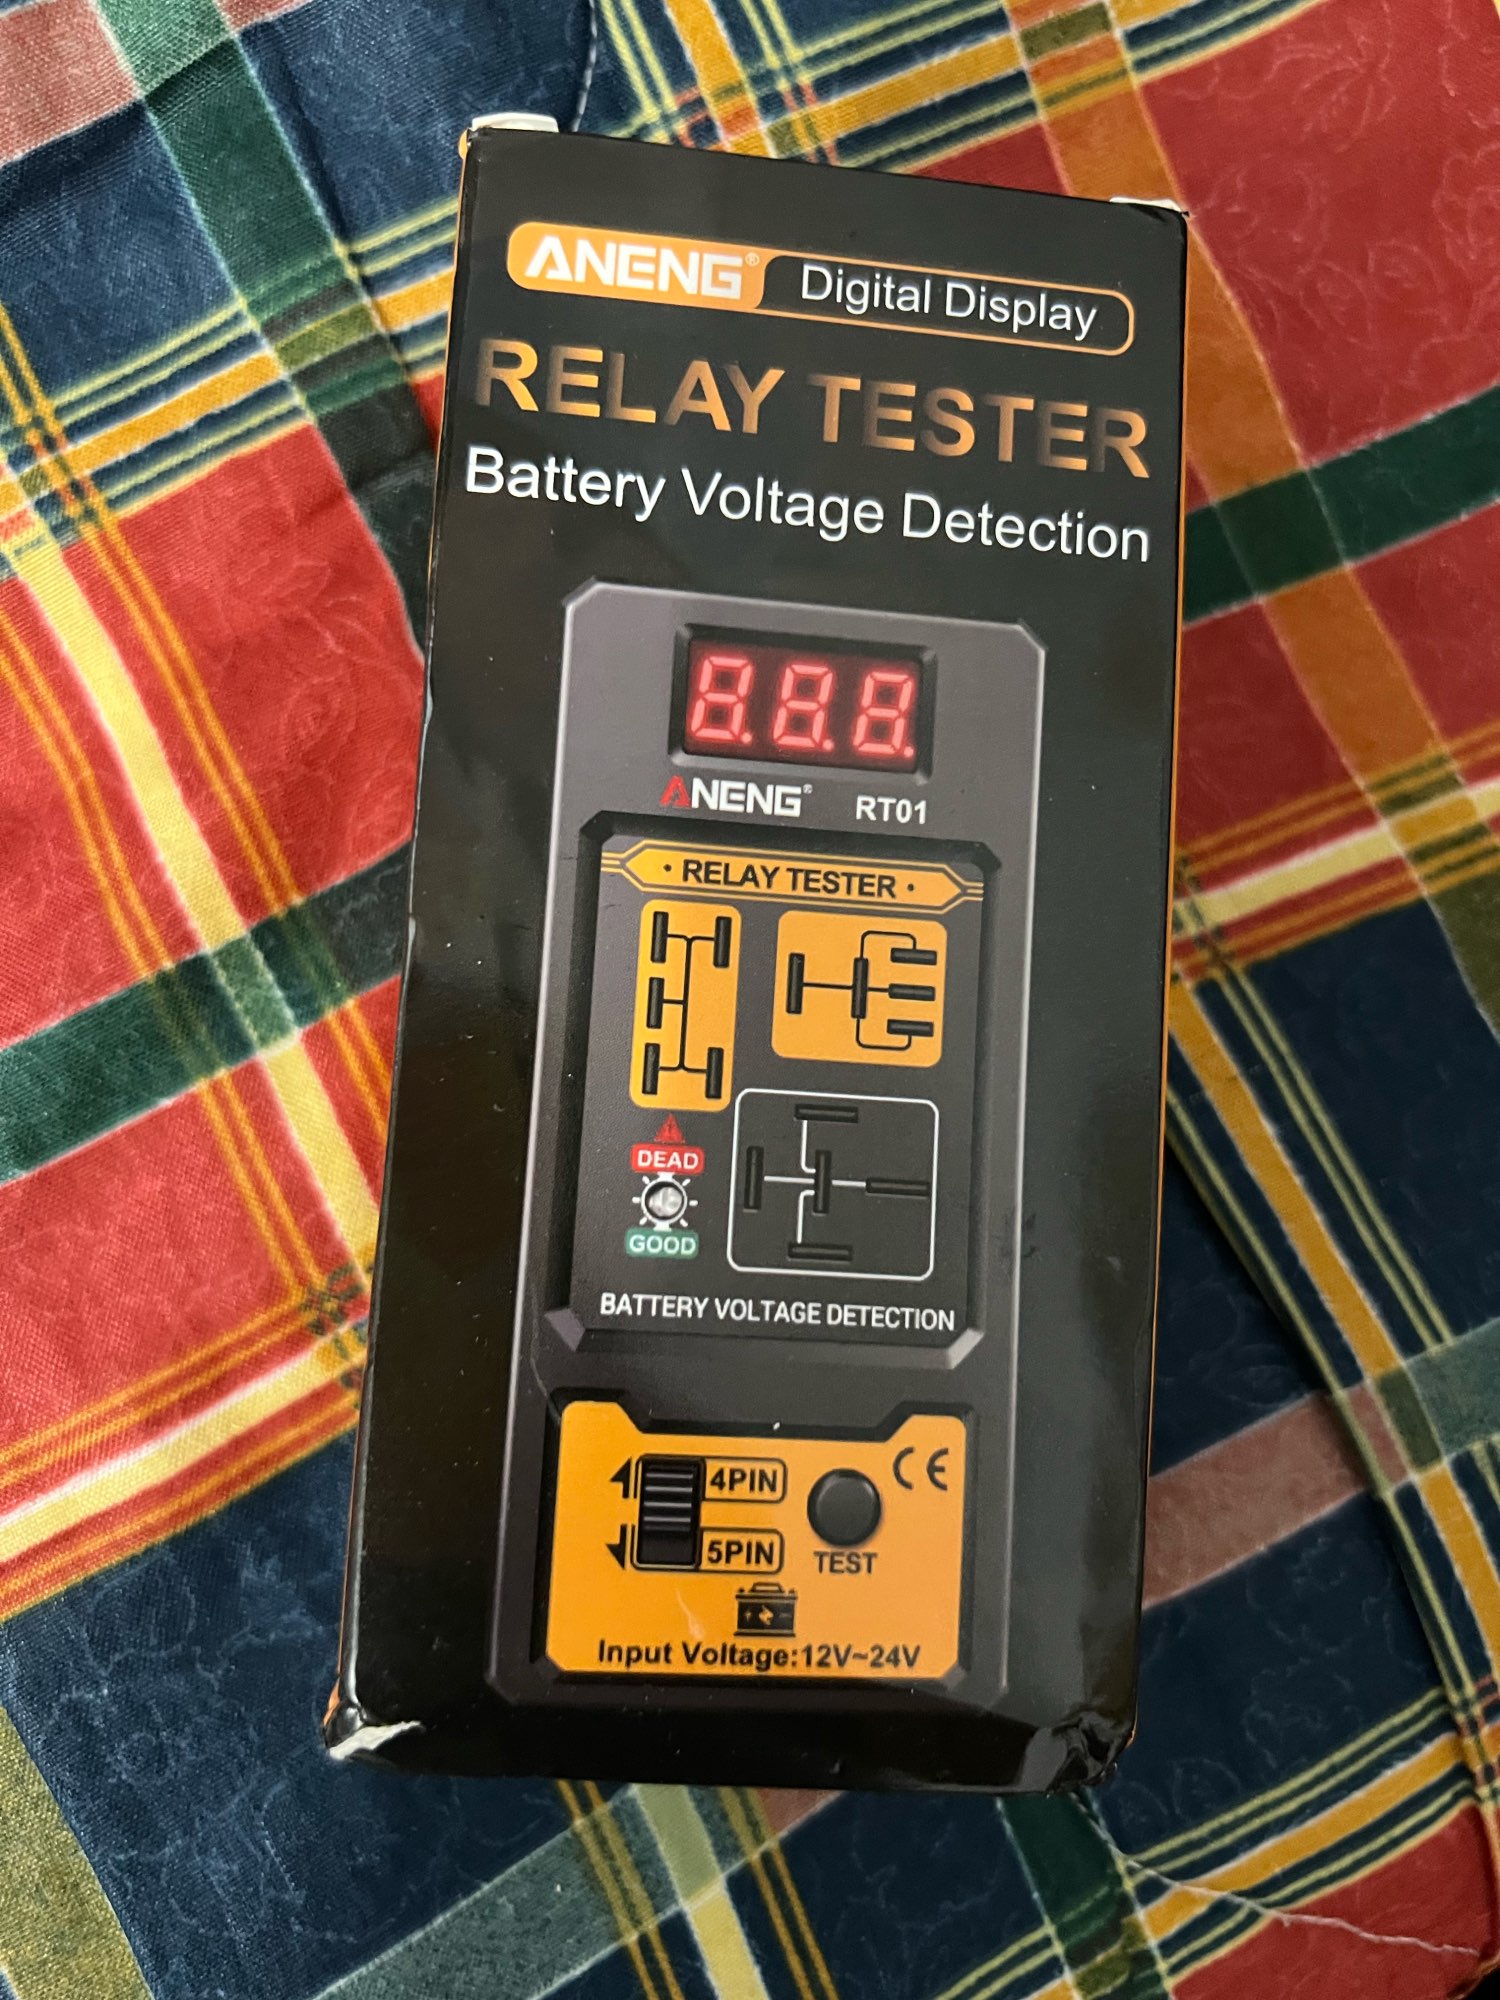 ANENG® Digital Display
RELAY TESTER
Battery Voltage Detection
8.8.8.
ANENG® RT01
• RELAY TESTER •
DEAD
GOOD
BATTERY VOLTAGE DETECTION
4PIN
CE
5PIN
TEST
Input Voltage:12V~24V